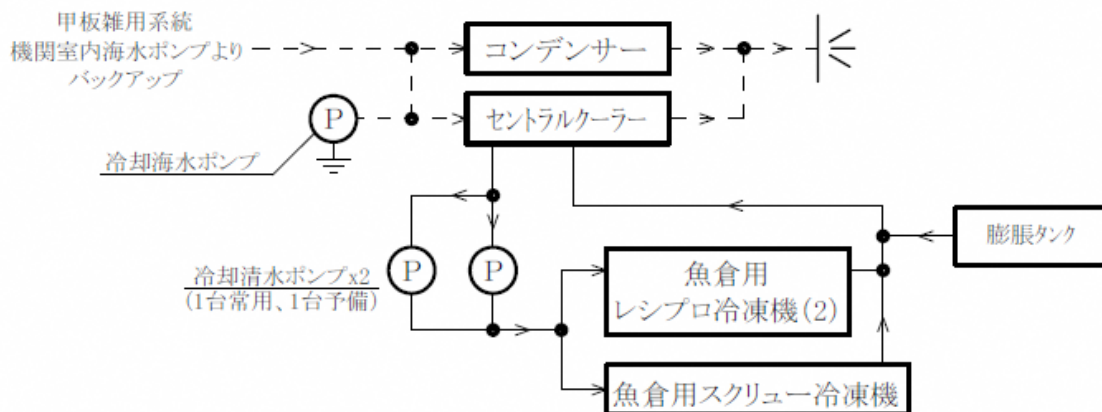 甲板雑用系統
機関室内海水ポンプより
バックアップ
コンデンサー
P
セントラルクーラー
冷却海水ポンプ
膨脹タンク
P
P
冷却清水ポンプx2
(1台常用、1台予備)
魚倉用
レシプロ冷凍機(2)
魚倉用スクリュー冷凍機